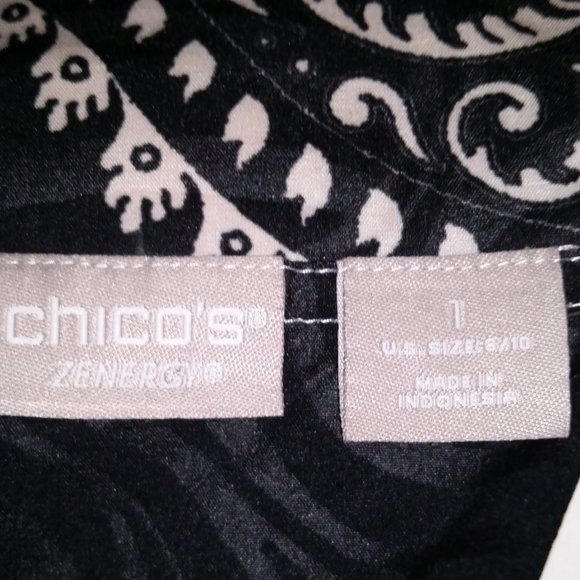 chico's®
ZENERGY®
1
U.S. SIZE: 8/10
MADE IN
INDONESIA